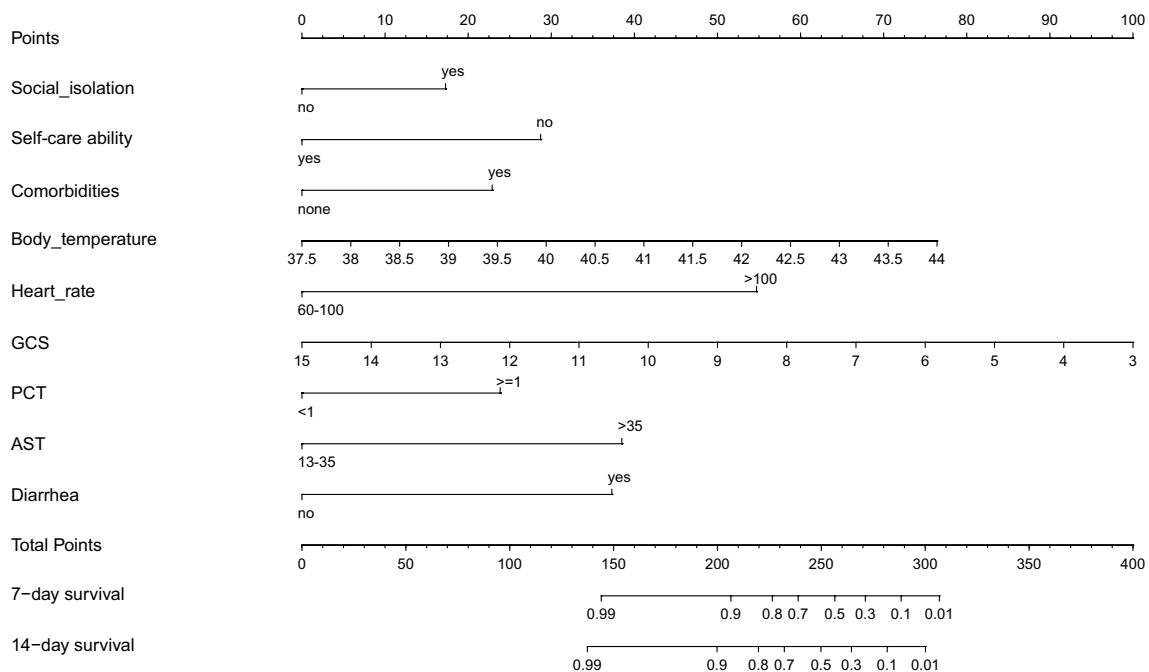 Points 0 10 20 30 40 50 60 70 80 90 100
Social_isolation yes
no
Self-care ability no
yes
Comorbidities yes
none
Body_temperature
37.5 38 38.5 39 39.5 40 40.5 41 41.5 42 42.5 43 43.5 44
Heart_rate >100
60-100
GCS
15 14 13 12 11 10 9 8 7 6 5 4 3
PCT >=1
<1
AST >35
13-35
Diarrhea yes
no
Total Points
0 50 100 150 200 250 300 350 400
7−day survival
0.99 0.9 0.8 0.7 0.5 0.3 0.1 0.01
14−day survival
0.99 0.9 0.8 0.7 0.5 0.3 0.1 0.01